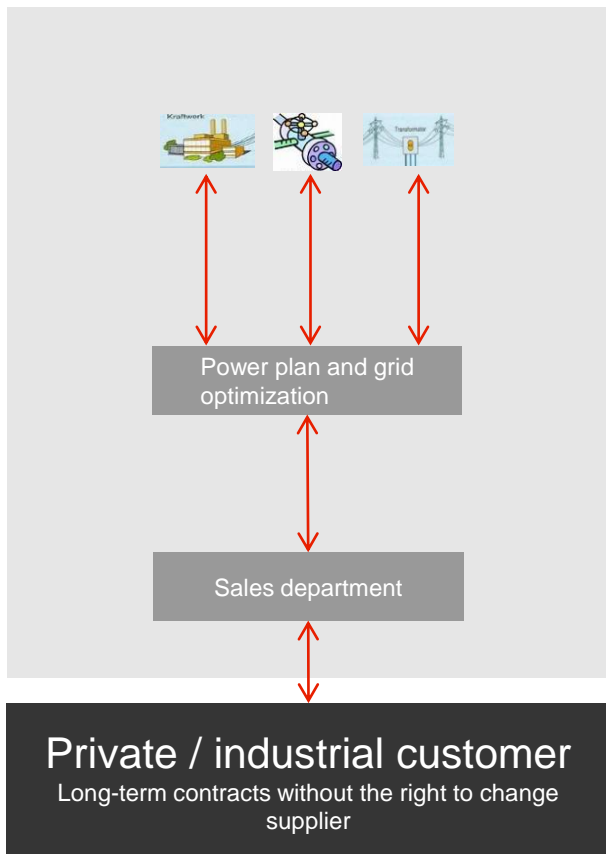 Kraftwerk
Transformator
Power plan and grid
optimization
Sales department
Private / industrial customer
Long-term contracts without the right to change
supplier